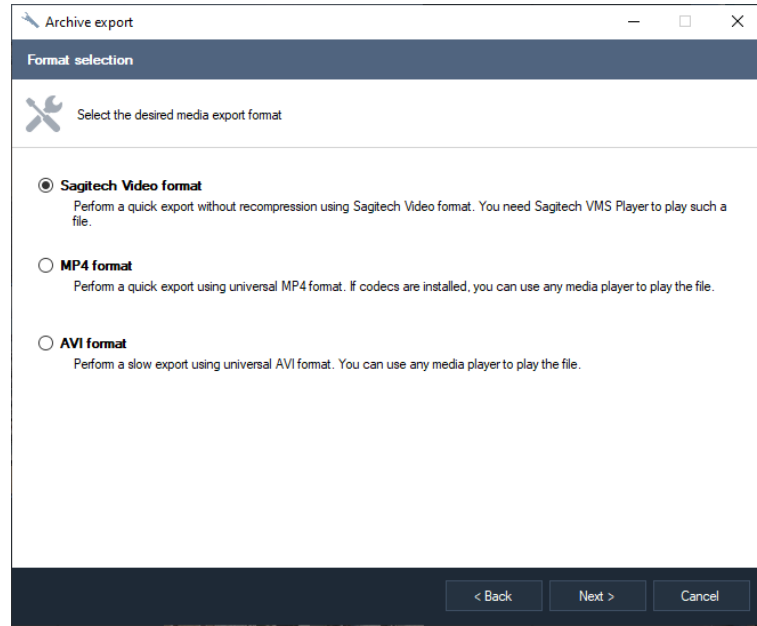 Archive export
Format selection
Select the desired media export format
Sagitech Video format
Perform a quick export without recompression using Sagitech Video format. You need Sagitech VMS Player to play such a
file.
MP4 format
Perform a quick export using universal MP4 format. If codecs are installed, you can use any media player to play the file.
AVI format
Perform a slow export using universal AVI format. You can use any media player to play the file.
< Back Next > Cancel